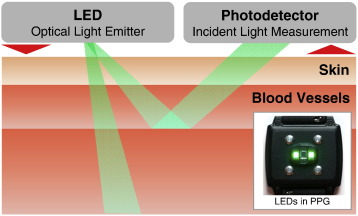 LED
Optical Light Emitter
Photodetector
Incident Light Measurement
Skin
Blood Vessels
LEDs in PPG